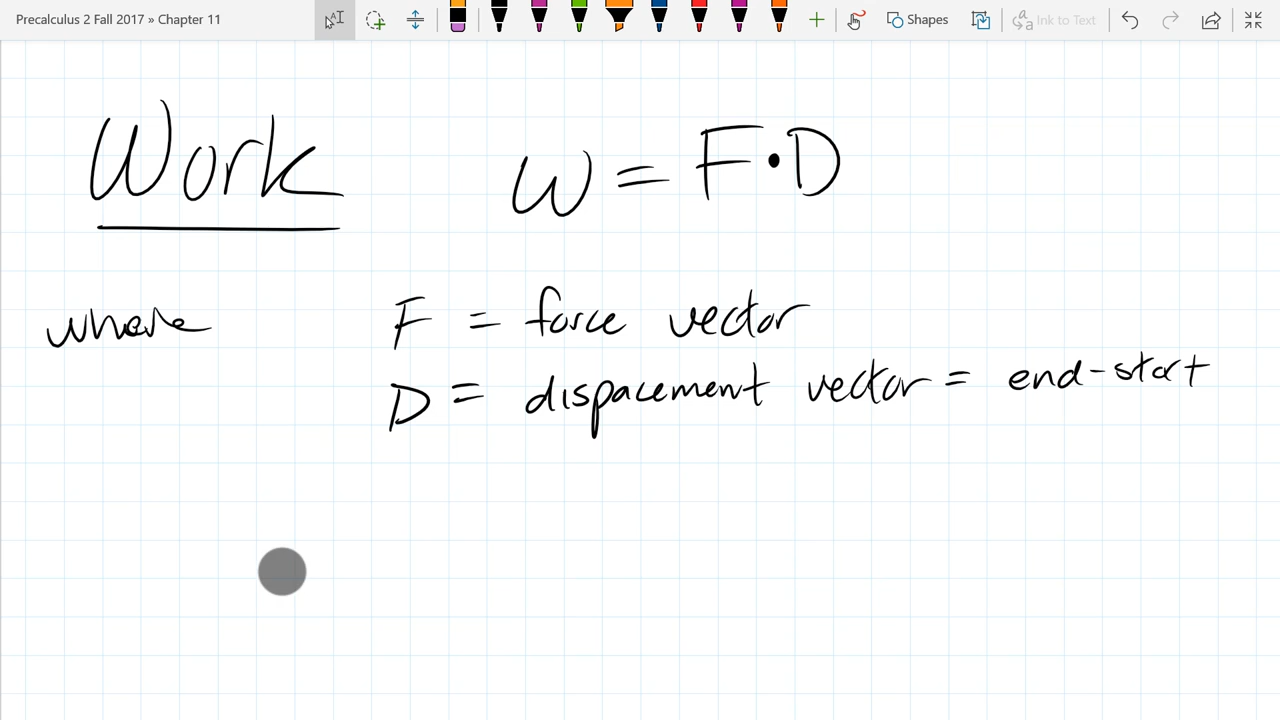 Precalculus 2 Fall 2017 » Chapter 11
Shapes
Ink to Text
Work
W = F • D
where F = force vector
D = dispacement vector = end - start